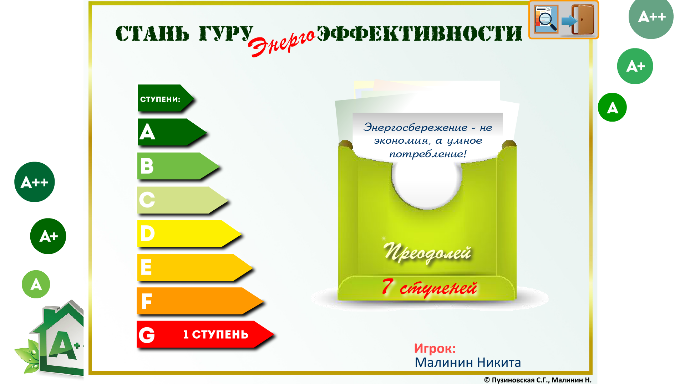 СТАНЬ ГУРУ Энерго ЭФФЕКТИВНОСТИ
A++
A+
A
СТУПЕНИ:
A
B
C
D
E
F
G 1 СТУПЕНЬ
Энергосбережение - не
экономия, а умное
потребление!
Преодолей
7 ступеней
A++
A+
A
A+
Игрок:
Малинин Никита
© Пузиновская С.Г., Малинин Н.